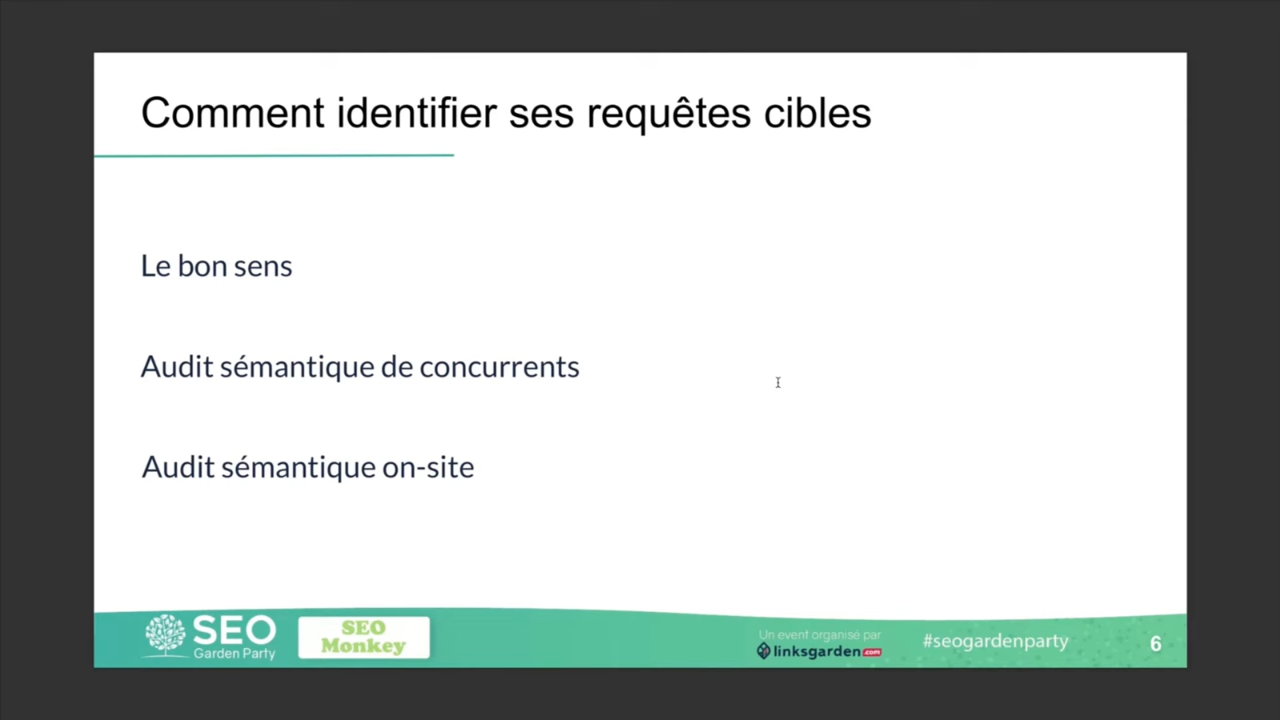 Comment identifier ses requêtes cibles
Le bon sens
Audit sémantique de concurrents
Audit sémantique on-site
SEO
Garden Party
SEO
Monkey
Un event organisé par
linksgarden.com
#seogardenparty
6